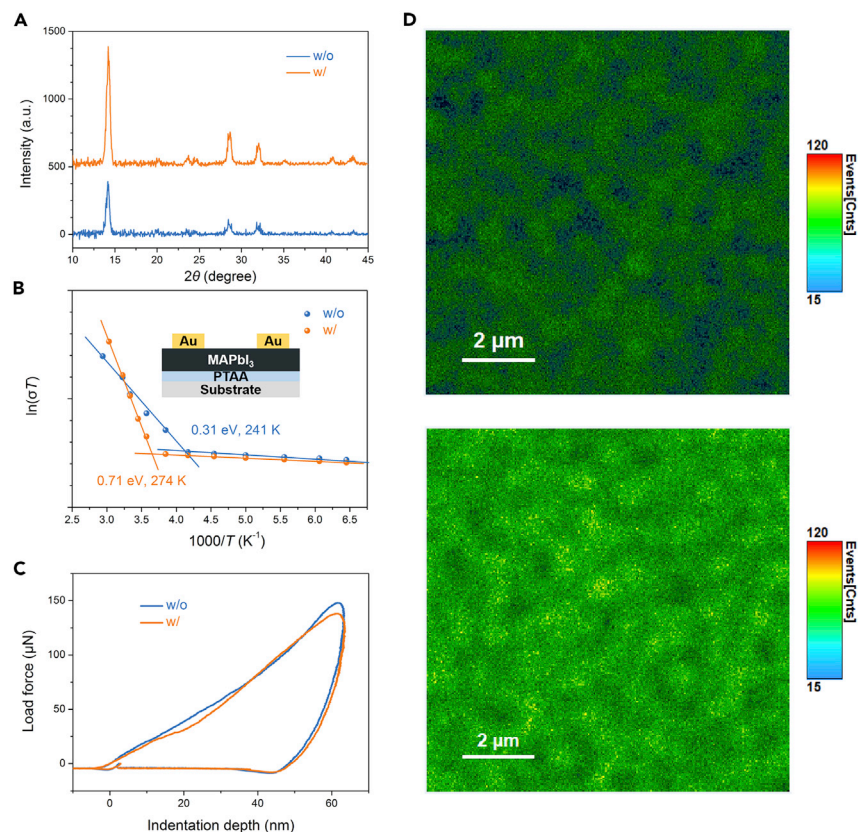 A
1500
1000
500
0
Intensity (a.u.)
w/o
w/
10 15 20 25 30 35 40 45
2θ (degree)
B
ln(σT)
w/o
w/
Au Au
MAPbI₃
PTAA
Substrate
0.31 eV, 241 K
0.71 eV, 274 K
2.5 3.0 3.5 4.0 4.5 5.0 5.5 6.0 6.5
1000/T (K⁻¹)
C
w/o
w/
150
100
50
0
Load force (μN)
0 20 40 60
Indentation depth (nm)
D
2 μm
120
Events[Cnts]
15
2 μm
120
Events[Cnts]
15